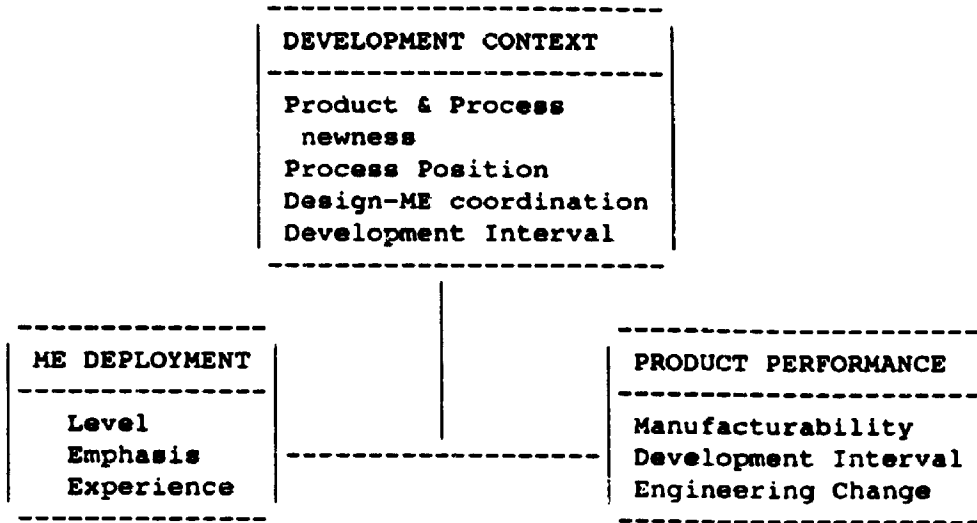 DEVELOPMENT CONTEXT
Product & Process
newness
Process Position
Design-ME coordination
Development Interval
ME DEPLOYMENT
Level
Emphasis
Experience
PRODUCT PERFORMANCE
Manufacturability
Development Interval
Engineering Change